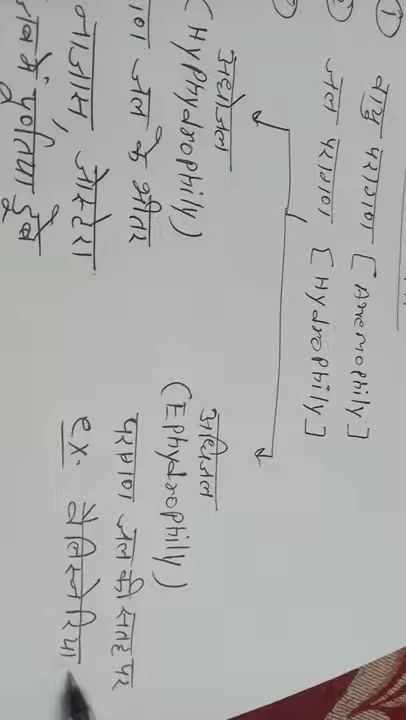 ① वायु परागण [Anemophily]
② जल परागण [Hydrophily]
अधोजल
(Hyphydrophily)
जल के भीतर
नाजास, जोस्टेरा
में पूर्णतया डूबे
अधिजल
(Ephydrophily)
परागण जल की सतह पर
ex. वैलिस्नेरिया